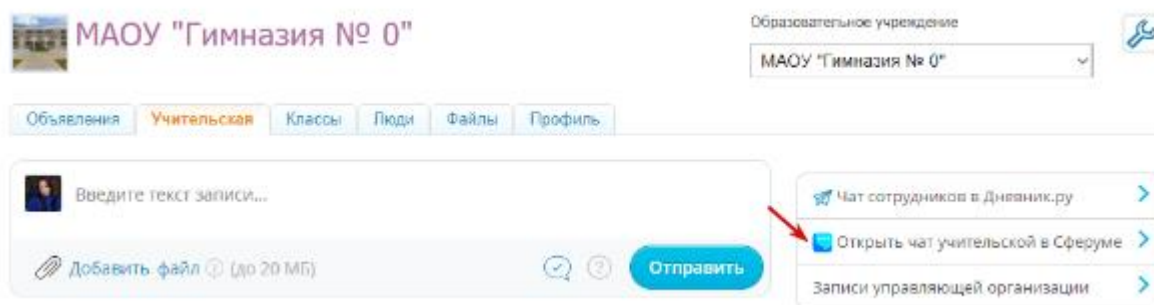 МАОУ "Гимназия № 0"
Образовательное учреждение
МАОУ "Гимназия № 0"
Объявления Учительская Классы Люди Файлы Профиль
Введите текст записи...
Чат сотрудников в Дневник.ру
Открыть чат учительской в Сферуме
Добавить файл ? (до 20 МБ) ? Отправить
Записи управляющей организации